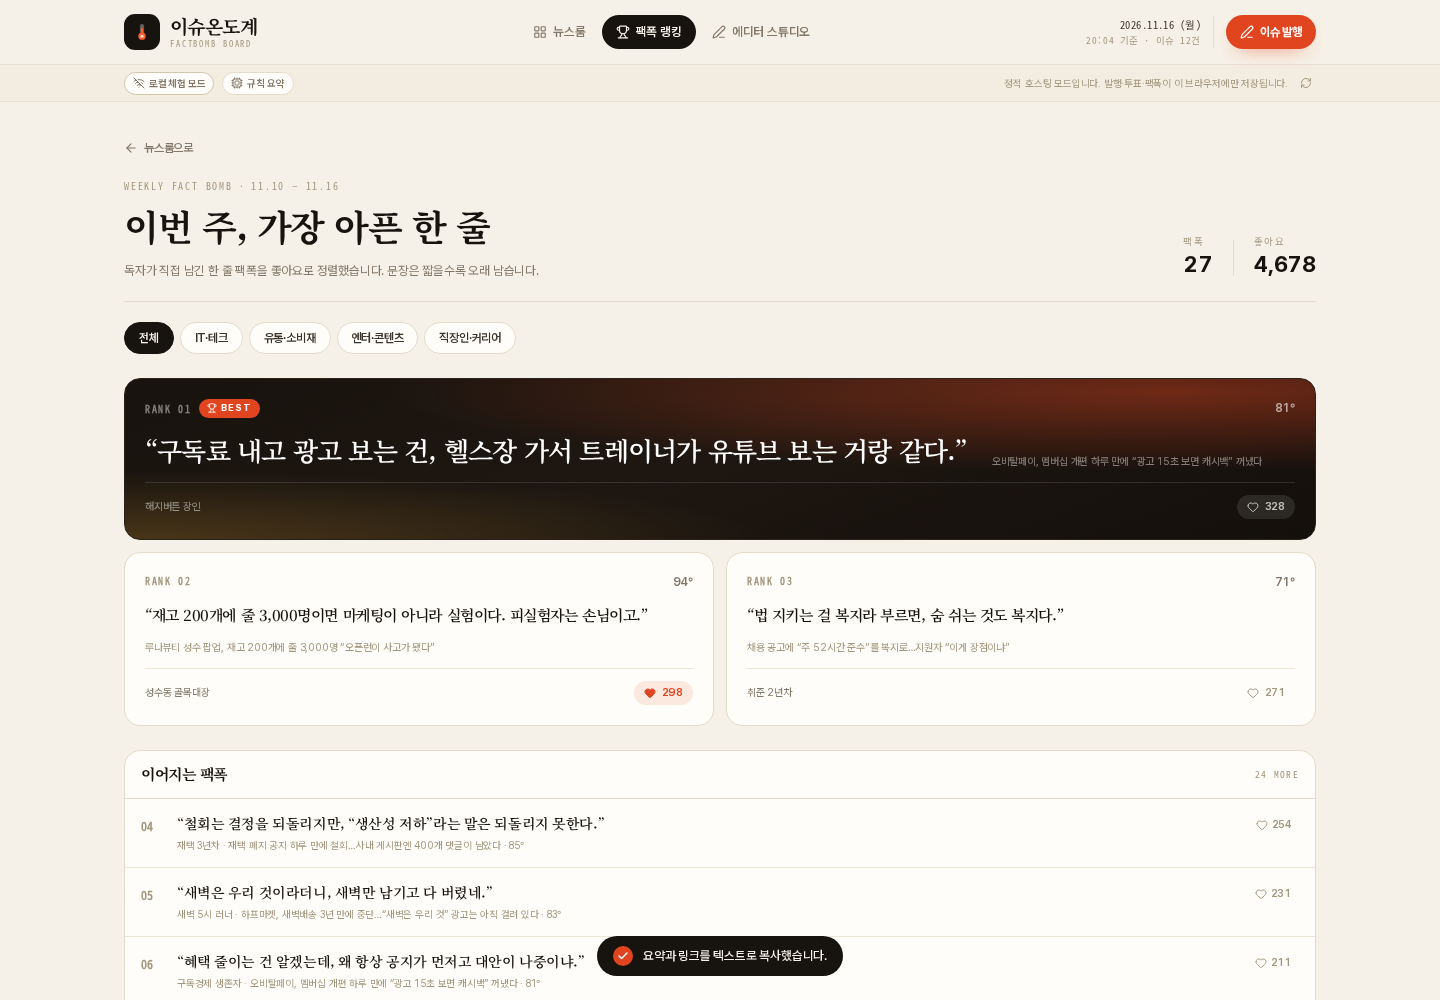 이슈온도계
FACTBOMB BOARD
뉴스룸
팩폭 랭킹
에디터 스튜디오
2026.11.16 (월)
20:04 기준 · 이슈 12건
이슈 발행
로컬 체험 모드
규칙 요약
정적 호스팅 모드입니다. 발행·투표·팩폭이 이 브라우저에만 저장됩니다.
뉴스룸으로
WEEKLY FACT BOMB · 11.10 – 11.16
이번 주, 가장 아픈 한 줄
독자가 직접 남긴 한 줄 팩폭을 좋아요로 정렬했습니다. 문장은 짧을수록 오래 남습니다.
팩폭
27
좋아요
4,678
전체
IT·테크
유통·소비재
엔터·콘텐츠
직장인·커리어
RANK 01
BEST
81°
“구독료 내고 광고 보는 건, 헬스장 가서 트레이너가 유튜브 보는 거랑 같다.”
오비탈페이, 멤버십 개편 하루 만에 “광고 15초 보면 캐시백” 꺼냈다
해지버튼 장인
328
RANK 02
94°
“재고 200개에 줄 3,000명이면 마케팅이 아니라 실험이다. 피실험자는 손님이고.”
루나뷰티 성수 팝업, 재고 200개에 줄 3,000명 “오픈런이 사고가 됐다”
성수동 골목대장
298
RANK 03
71°
“법 지키는 걸 복지라 부르면, 숨 쉬는 것도 복지다.”
채용 공고에 “주 52시간 준수”를 복지로…지원자 “이게 장점이냐”
취준 2년차
271
이어지는 팩폭
24 MORE
04
“철회는 결정을 되돌리지만, “생산성 저하”라는 말은 되돌리지 못한다.”
재택 3년차 · 재택 폐지 공지 하루 만에 철회…사내 게시판엔 400개 댓글이 남았다 · 85°
254
05
“새벽은 우리 것이라더니, 새벽만 남기고 다 버렸네.”
새벽 5시 러너 · 하프마켓, 새벽배송 3년 만에 중단…“새벽은 우리 것” 광고는 아직 걸려 있다 · 83°
231
06
“혜택 줄이는 건 알겠는데, 왜 항상 공지가 먼저고 대안이 나중이냐.”
구독경제 생존자 · 오비탈페이, 멤버십 개편 하루 만에 “광고 15초 보면 캐시백” 꺼냈다 · 81°
211
요약과 링크를 텍스트로 복사했습니다.